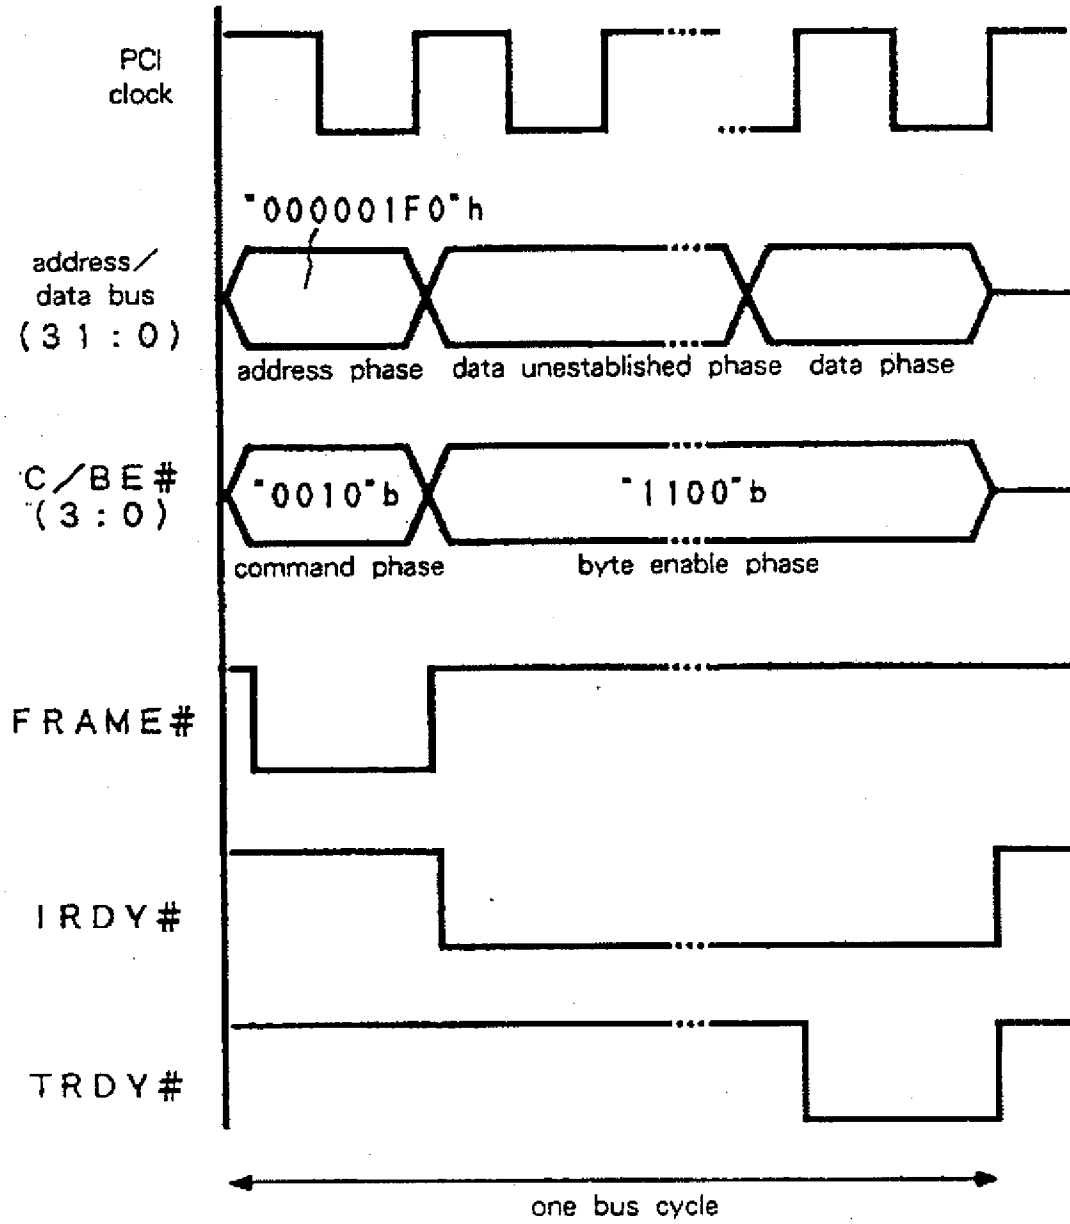 PCI
clock
"000001F0"h
address/
data bus
(31:0)
address phase data unestablished phase data phase
C/BE#
(3:0)
"0010"b
"1100"b
command phase
byte enable phase
FRAME#
IRDY#
TRDY#
one bus cycle